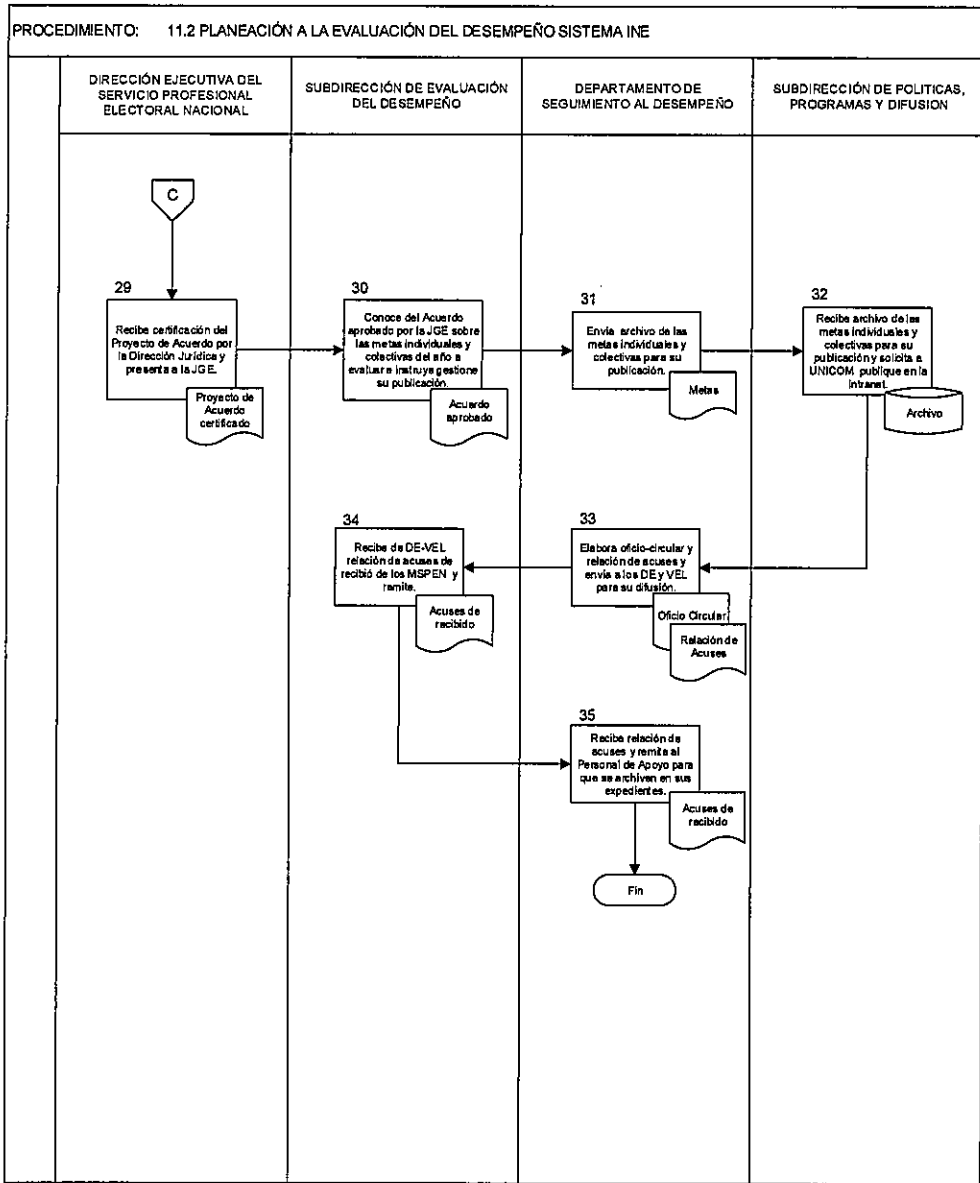 PROCEDIMIENTO: 11.2 PLANEACIÓN A LA EVALUACIÓN DEL DESEMPEÑO SISTEMA INE
DIRECCIÓN EJECUTIVA DEL
SERVICIO PROFESIONAL
ELECTORAL NACIONAL
SUBDIRECCIÓN DE EVALUACIÓN
DEL DESEMPEÑO
DEPARTAMENTO DE
SEGUIMIENTO AL DESEMPEÑO
SUBDIRECCIÓN DE POLITICAS,
PROGRAMAS Y DIFUSION
C
29
Recibe certificación del
Proyecto de Acuerdo por
la Dirección Jurídica y
presenta a la JGE.
Proyecto de
Acuerdo
certificado
30
Conoce del Acuerdo
aprobado por la JGE sobre
las metas individuales y
colectivas del año a
evaluar e instruye gestione
su publicación.
Acuerdo
aprobado
31
Envía archivo de las
metas individuales y
colectivas para su
publicación.
Metas
32
Recibe archivo de las
metas individuales y
colectivas para su
publicación y solicita a
UNICOM publique en la
Intranet.
Archivo
34
Recibe de DE-VEL
relación de acuses de
recibió de los MSPEN y
remite.
Acuses de
recibido
33
Elabora oficio-circular y
relación de acuses y
envía a los DE y VEL
para su difusión.
Oficio Circular
Relación de
Acuses
35
Recibe relación de
acuses y remite al
Personal de Apoyo para
que se archiven en sus
expedientes.
Acuses de
recibido
Fin